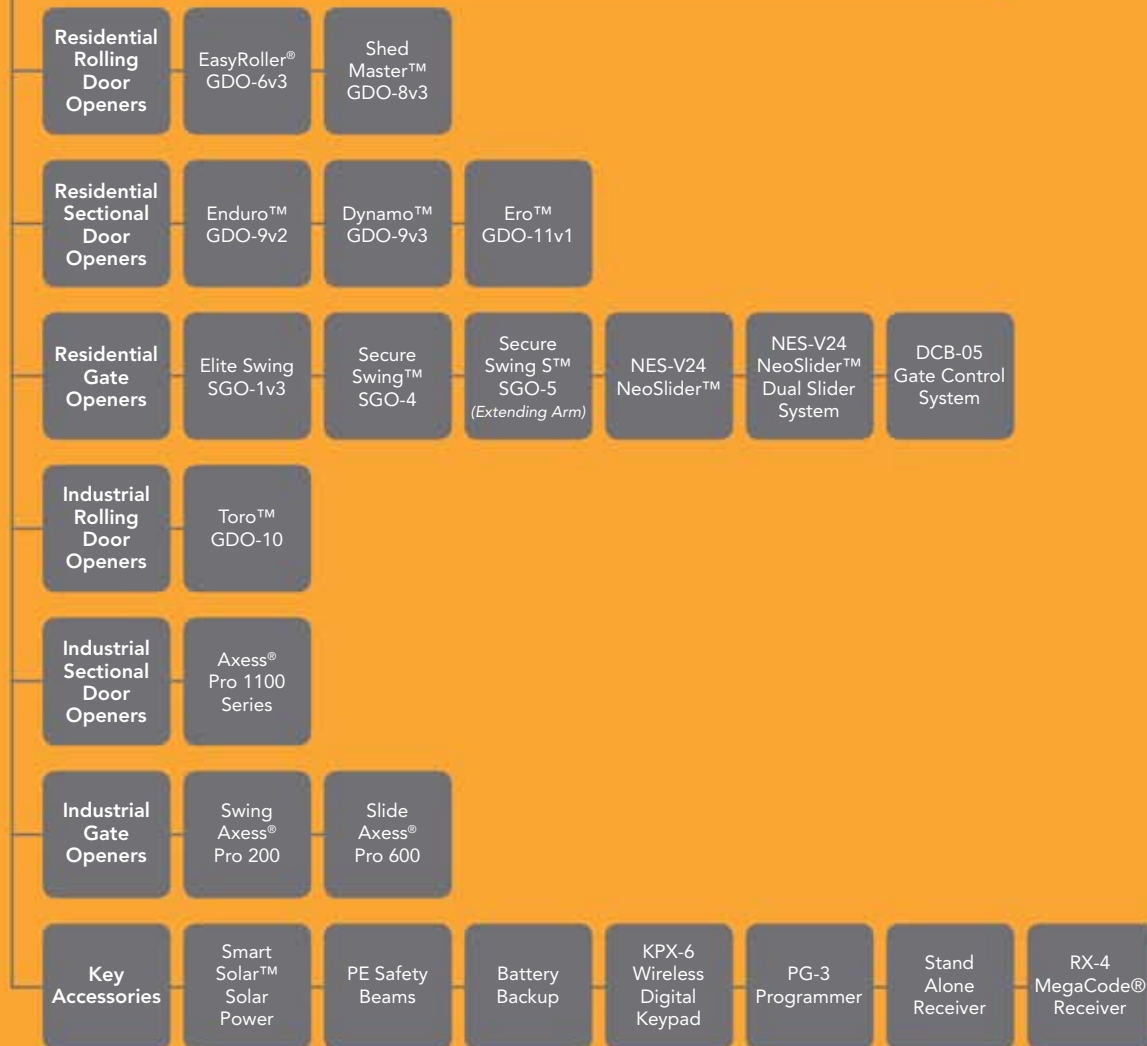 Residential
Rolling
Door
Openers
EasyRoller®
GDO-6v3
Shed
Master™
GDO-8v3
Residential
Sectional
Door
Openers
Enduro™
GDO-9v2
Dynamo™
GDO-9v3
Ero™
GDO-11v1
Residential
Gate
Openers
Elite Swing
SGO-1v3
Secure
Swing™
SGO-4
Secure
Swing S™
SGO-5
(Extending Arm)
NES-V24
NeoSlider™
NES-V24
NeoSlider™
Dual Slider
System
DCB-05
Gate Control
System
Industrial
Rolling
Door
Openers
Toro™
GDO-10
Industrial
Sectional
Door
Openers
Axess®
Pro 1100
Series
Industrial
Gate
Openers
Swing
Axess®
Pro 200
Slide
Axess®
Pro 600
Key
Accessories
Smart
Solar™
Solar
Power
PE Safety
Beams
Battery
Backup
KPX-6
Wireless
Digital
Keypad
PG-3
Programmer
Stand
Alone
Receiver
RX-4
MegaCode®
Receiver